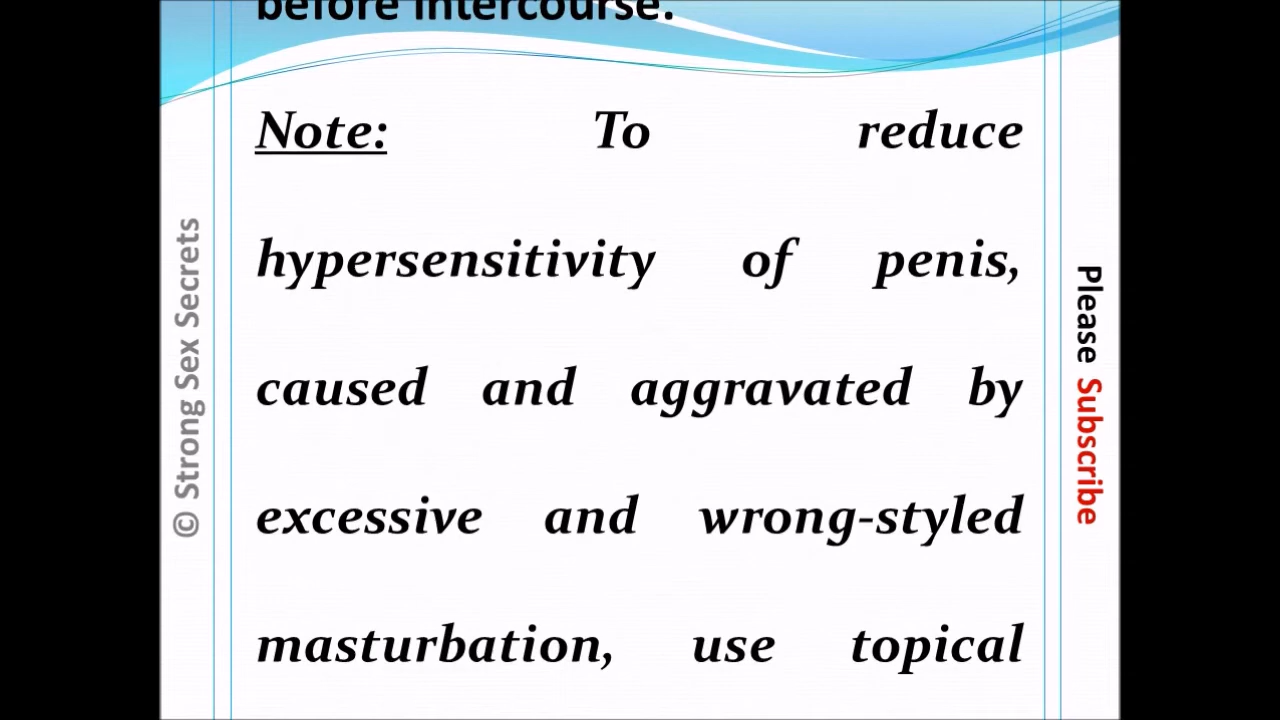 before intercourse.
Note: To reduce
hypersensitivity of penis,
caused and aggravated by
excessive and wrong-styled
masturbation, use topical
© Strong Sex Secrets
Please Subscribe